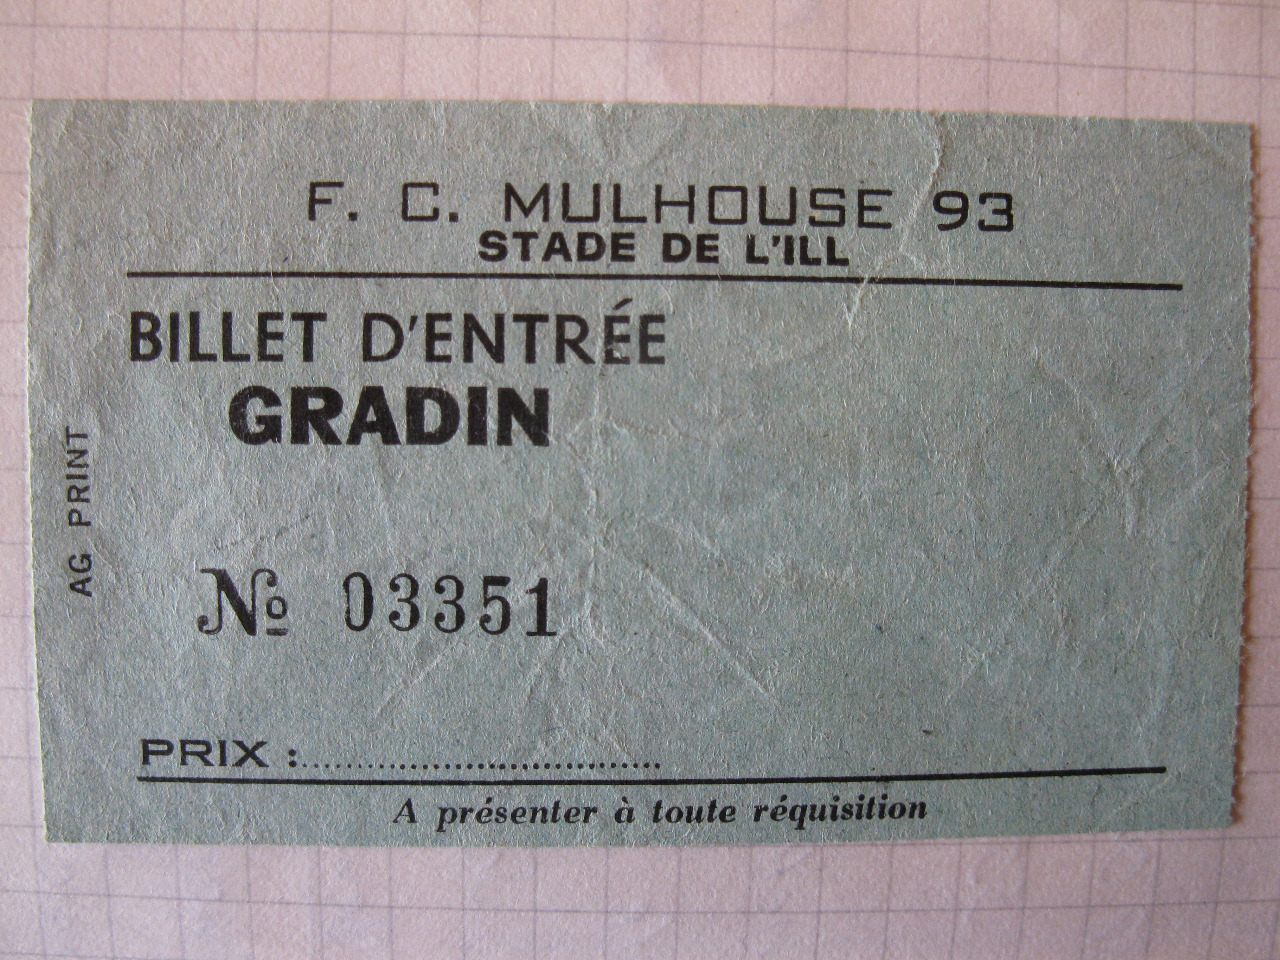 F. C. MULHOUSE 93
STADE DE L'ILL
BILLET D'ENTRÉE
GRADIN
AG PRINT
№ 03351
PRIX :........................................
A présenter à toute réquisition